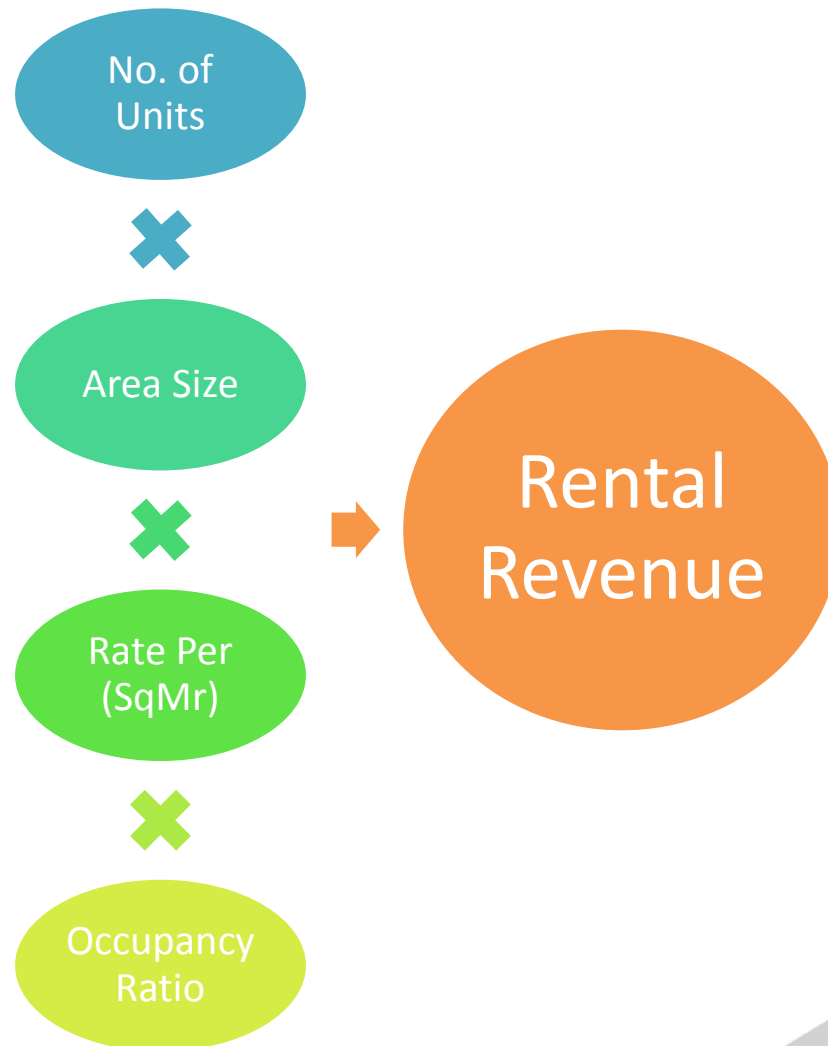 No. of
Units
Area Size
Rate Per
(SqMr)
Occupancy
Ratio
Rental
Revenue